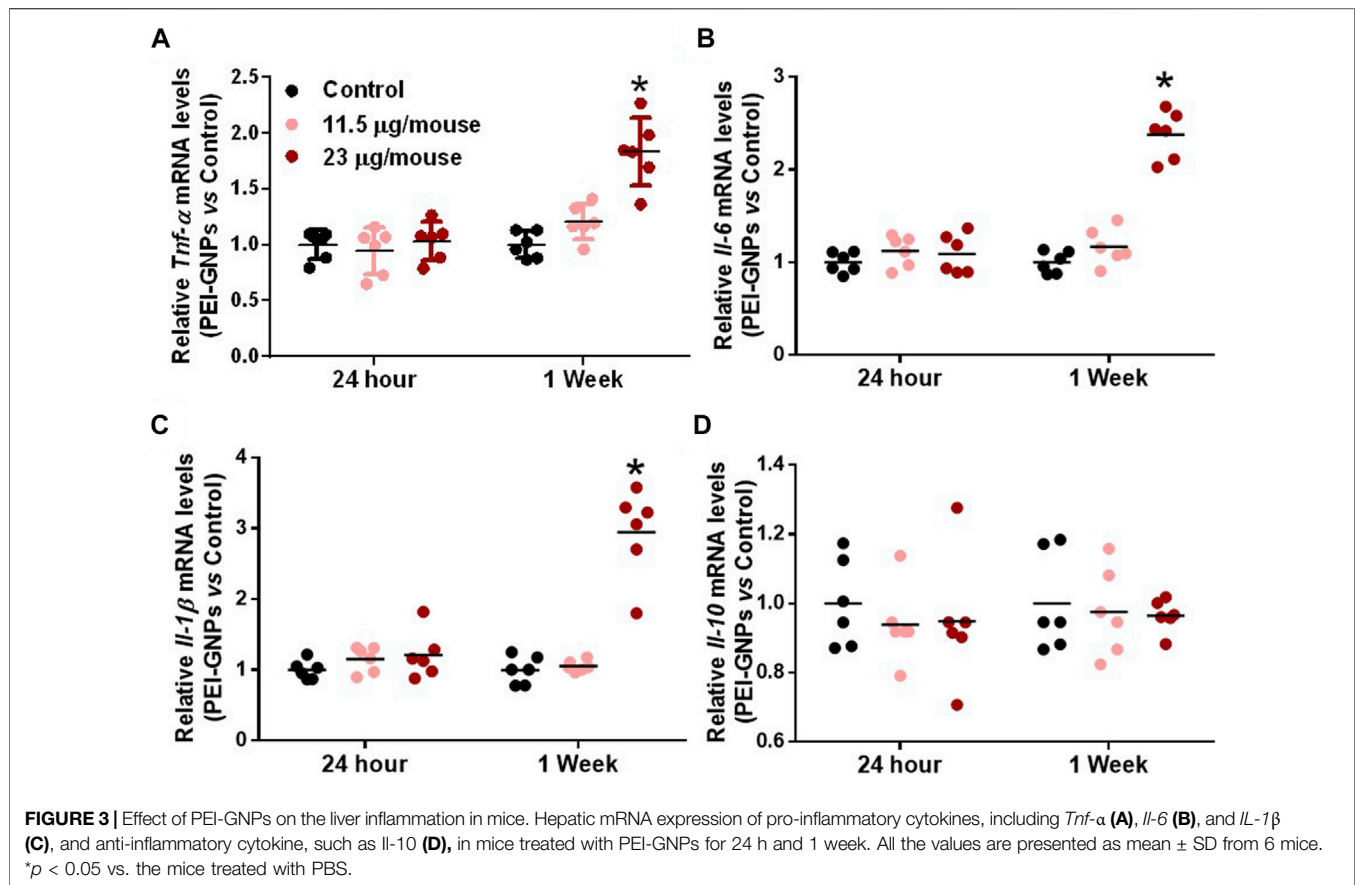 A
Relative Tnf-α mRNA levels
(PEI-GNPs vs Control)
2.5
2.0
1.5
1.0
0.5
0.0
Control
11.5 μg/mouse
23 μg/mouse
*
24 hour
1 Week
B
Relative Il-6 mRNA levels
(PEI-GNPs vs Control)
3
2
1
0
*
24 hour
1 Week
C
Relative Il-1β mRNA levels
(PEI-GNPs vs Control)
4
3
2
1
0
*
24 hour
1 Week
D
Relative Il-10 mRNA levels
(PEI-GNPs vs Control)
1.4
1.2
1.0
0.8
0.6
24 hour
1 Week
FIGURE 3 | Effect of PEI-GNPs on the liver inflammation in mice. Hepatic mRNA expression of pro-inflammatory cytokines, including Tnf-α (A), Il-6 (B), and IL-1β
(C), and anti-inflammatory cytokine, such as Il-10 (D), in mice treated with PEI-GNPs for 24 h and 1 week. All the values are presented as mean ± SD from 6 mice.
*p < 0.05 vs. the mice treated with PBS.